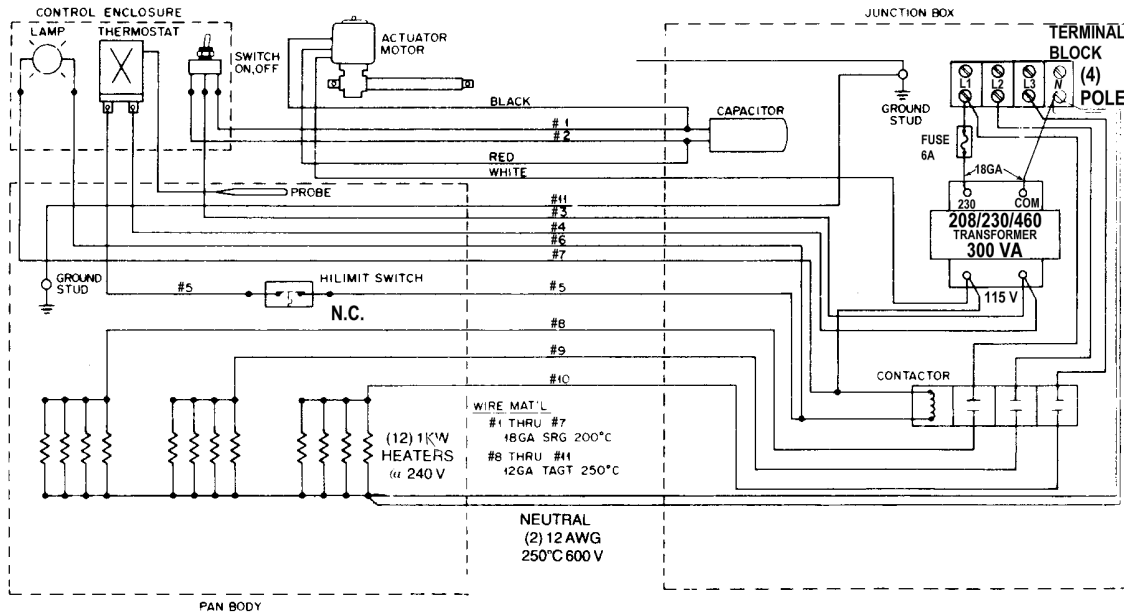 CONTROL ENCLOSURE
LAMP
THERMOSTAT
SWITCH
ON,OFF
ACTUATOR
MOTOR
JUNCTION BOX
TERMINAL
BLOCK
(4)
POLE
L1
L2
L3
N
GROUND
STUD
FUSE
6A
18GA
BLACK
#1
#2
CAPACITOR
RED
WHITE
PROBE
230
COM
208/230/460
TRANSFORMER
300 VA
115 V
#11
#3
#4
#6
#7
GROUND
STUD
#5
HILIMIT SWITCH
N.C.
#5
#8
#9
#10
CONTACTOR
WIRE MAT'L
#1 THRU #7
18GA SRG 200°C
#8 THRU #11
12GA TAGT 250°C
(12) 1KW
HEATERS
@ 240 V
NEUTRAL
(2) 12 AWG
250°C 600 V
PAN BODY